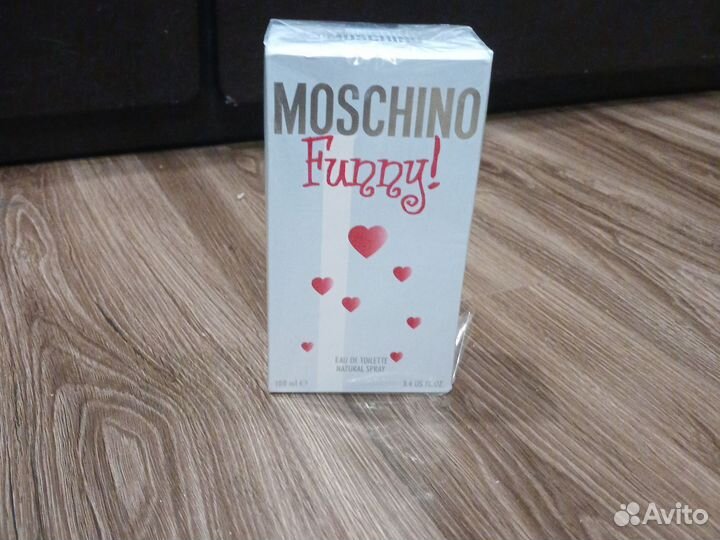 MOSCHINO
MOSCHINO
Funny!
EAU DE TOILETTE
NATURAL SPRAY
100 ml ℮ 3.4 US.FL.OZ.
Avito